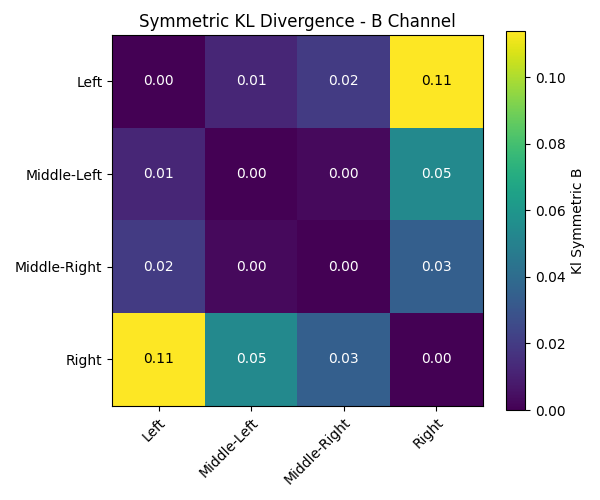 Symmetric KL Divergence - B Channel
Left
0.00 0.01 0.02 0.11
Middle-Left
0.01 0.00 0.00 0.05
Middle-Right
0.02 0.00 0.00 0.03
Right
0.11 0.05 0.03 0.00
Left
Middle-Left
Middle-Right
Right
0.10
0.08
0.06
0.04
0.02
0.00
Kl Symmetric B